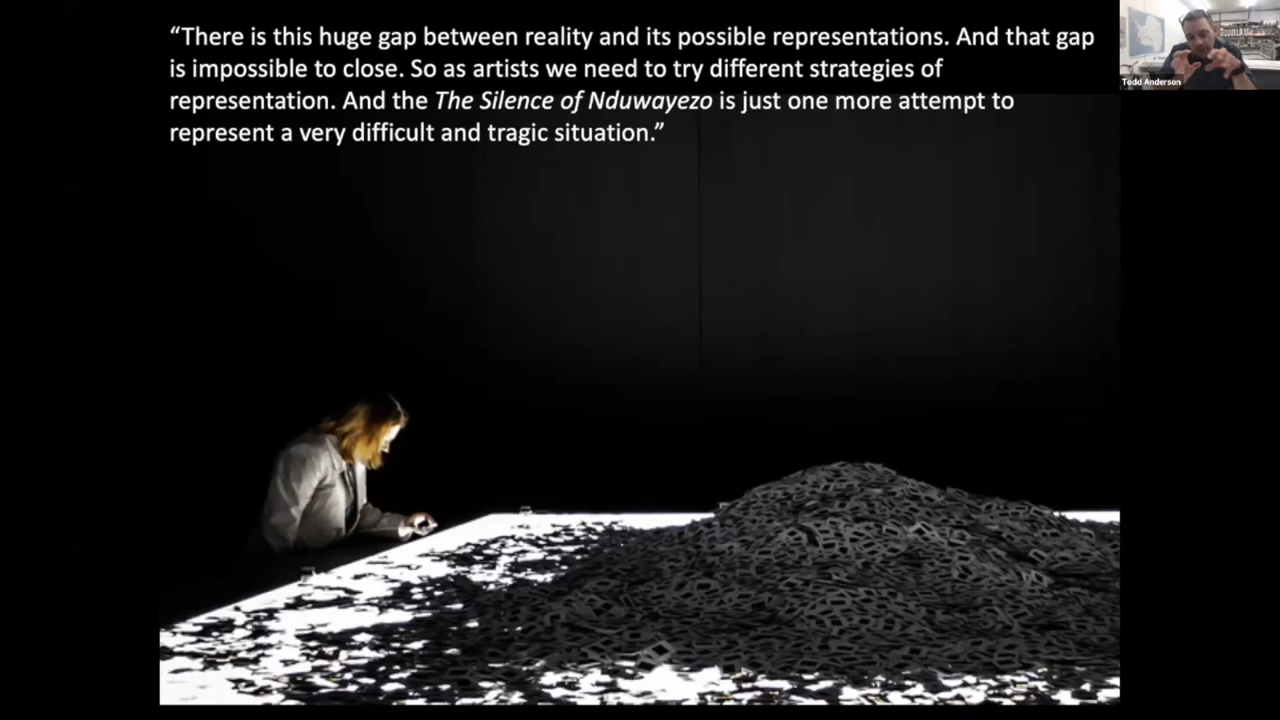 “There is this huge gap between reality and its possible representations. And that gap
is impossible to close. So as artists we need to try different strategies of
representation. And the The Silence of Nduwayezo is just one more attempt to
represent a very difficult and tragic situation.”
Todd Anderson